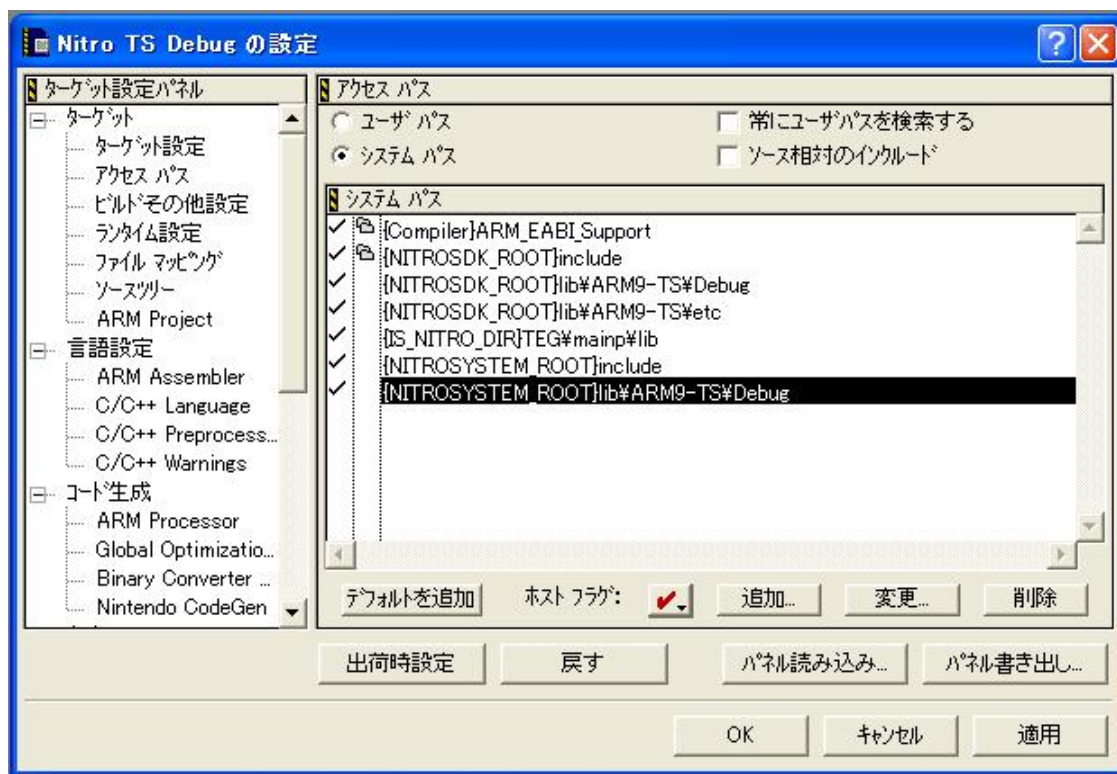 Nitro TS Debug の設定
ターゲット設定パネル
ターゲット
ターゲット設定
アクセス パス
ビルドその他設定
ランタイム設定
ファイル マッピング
ソースツリー
ARM Project
言語設定
ARM Assembler
C/C++ Language
C/C++ Preprocess...
C/C++ Warnings
コード生成
ARM Processor
Global Optimizatio...
Binary Converter ...
Nintendo CodeGen
アクセス パス
ユーザ パス
常にユーザパスを検索する
システム パス
ソース相対のインクルード
システム パス
{Compiler}ARM_EABI_Support
{NITROSDK_ROOT}include
{NITROSDK_ROOT}lib¥ARM9-TS¥Debug
{NITROSDK_ROOT}lib¥ARM9-TS¥etc
{IS_NITRO_DIR}TEG¥mainp¥lib
{NITROSYSTEM_ROOT}include
{NITROSYSTEM_ROOT}lib¥ARM9-TS¥Debug
デフォルトを追加
ホスト フラグ:
追加...
変更...
削除
出荷時設定
戻す
パネル読み込み...
パネル書き出し...
OK
キャンセル
適用